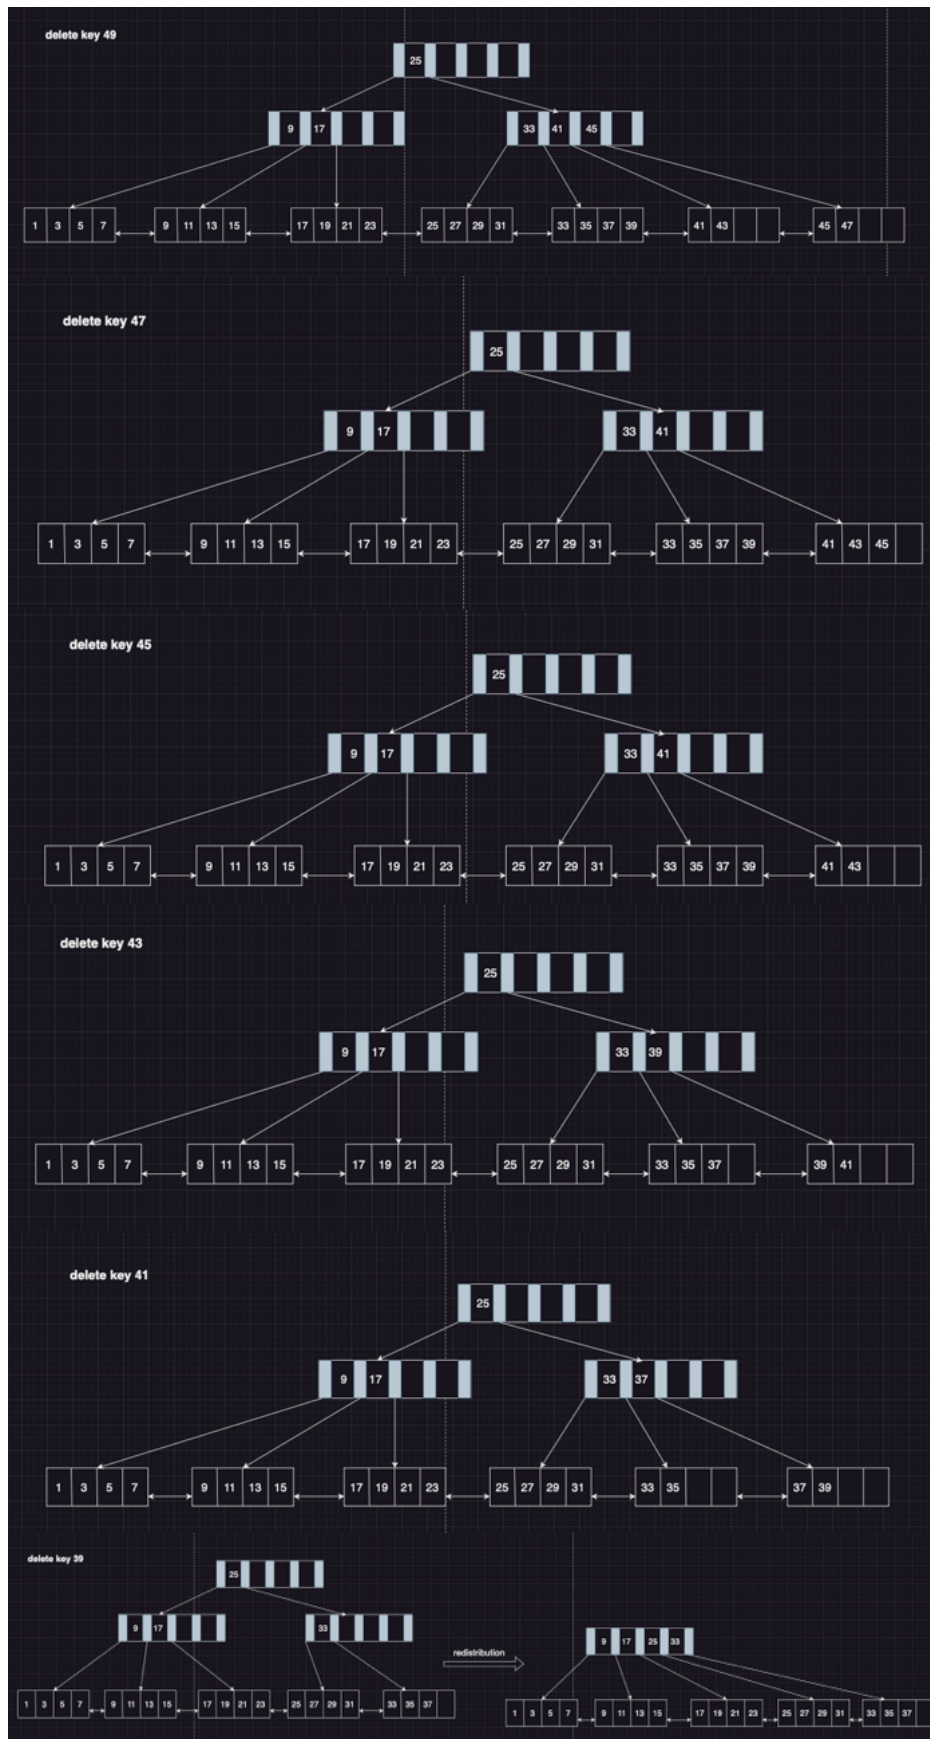 delete key 49
25
9 17
33 41 45
1 3 5 7
9 11 13 15
17 19 21 23
25 27 29 31
33 35 37 39
41 43
45 47
delete key 47
25
9 17
33 41
1 3 5 7
9 11 13 15
17 19 21 23
25 27 29 31
33 35 37 39
41 43 45
delete key 45
25
9 17
33 41
1 3 5 7
9 11 13 15
17 19 21 23
25 27 29 31
33 35 37 39
41 43
delete key 43
25
9 17
33 39
1 3 5 7
9 11 13 15
17 19 21 23
25 27 29 31
33 35 37
39 41
delete key 41
25
9 17
33 37
1 3 5 7
9 11 13 15
17 19 21 23
25 27 29 31
33 35
37 39
delete key 39
25
9 17
33
1 3 5 7
9 11 13 15
17 19 21 23
25 27 29 31
33 35 37
redistribution
9 17 25 33
1 3 5 7
9 11 13 15
17 19 21 23
25 27 29 31
33 35 37